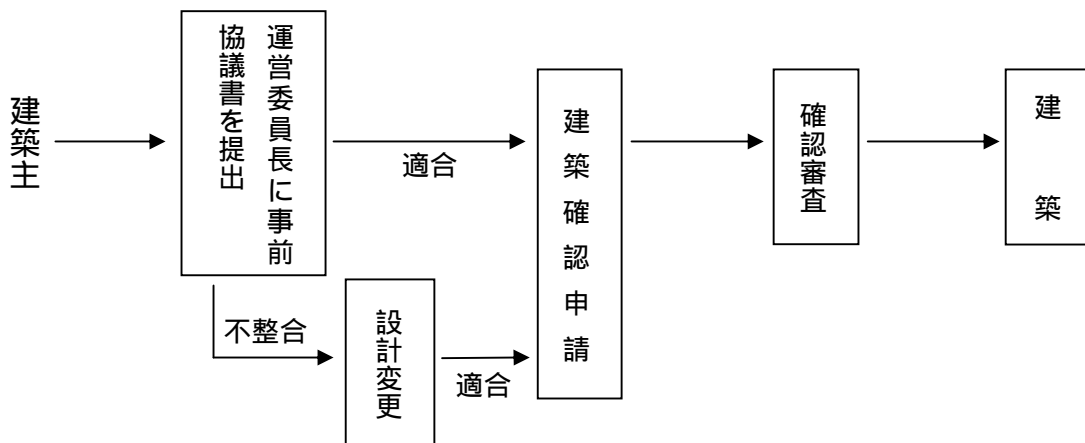 建築主
運営委員長に事前
協議書を提出
適合
不整合
設計変更
適合
建築確認申請
確認審査
建築